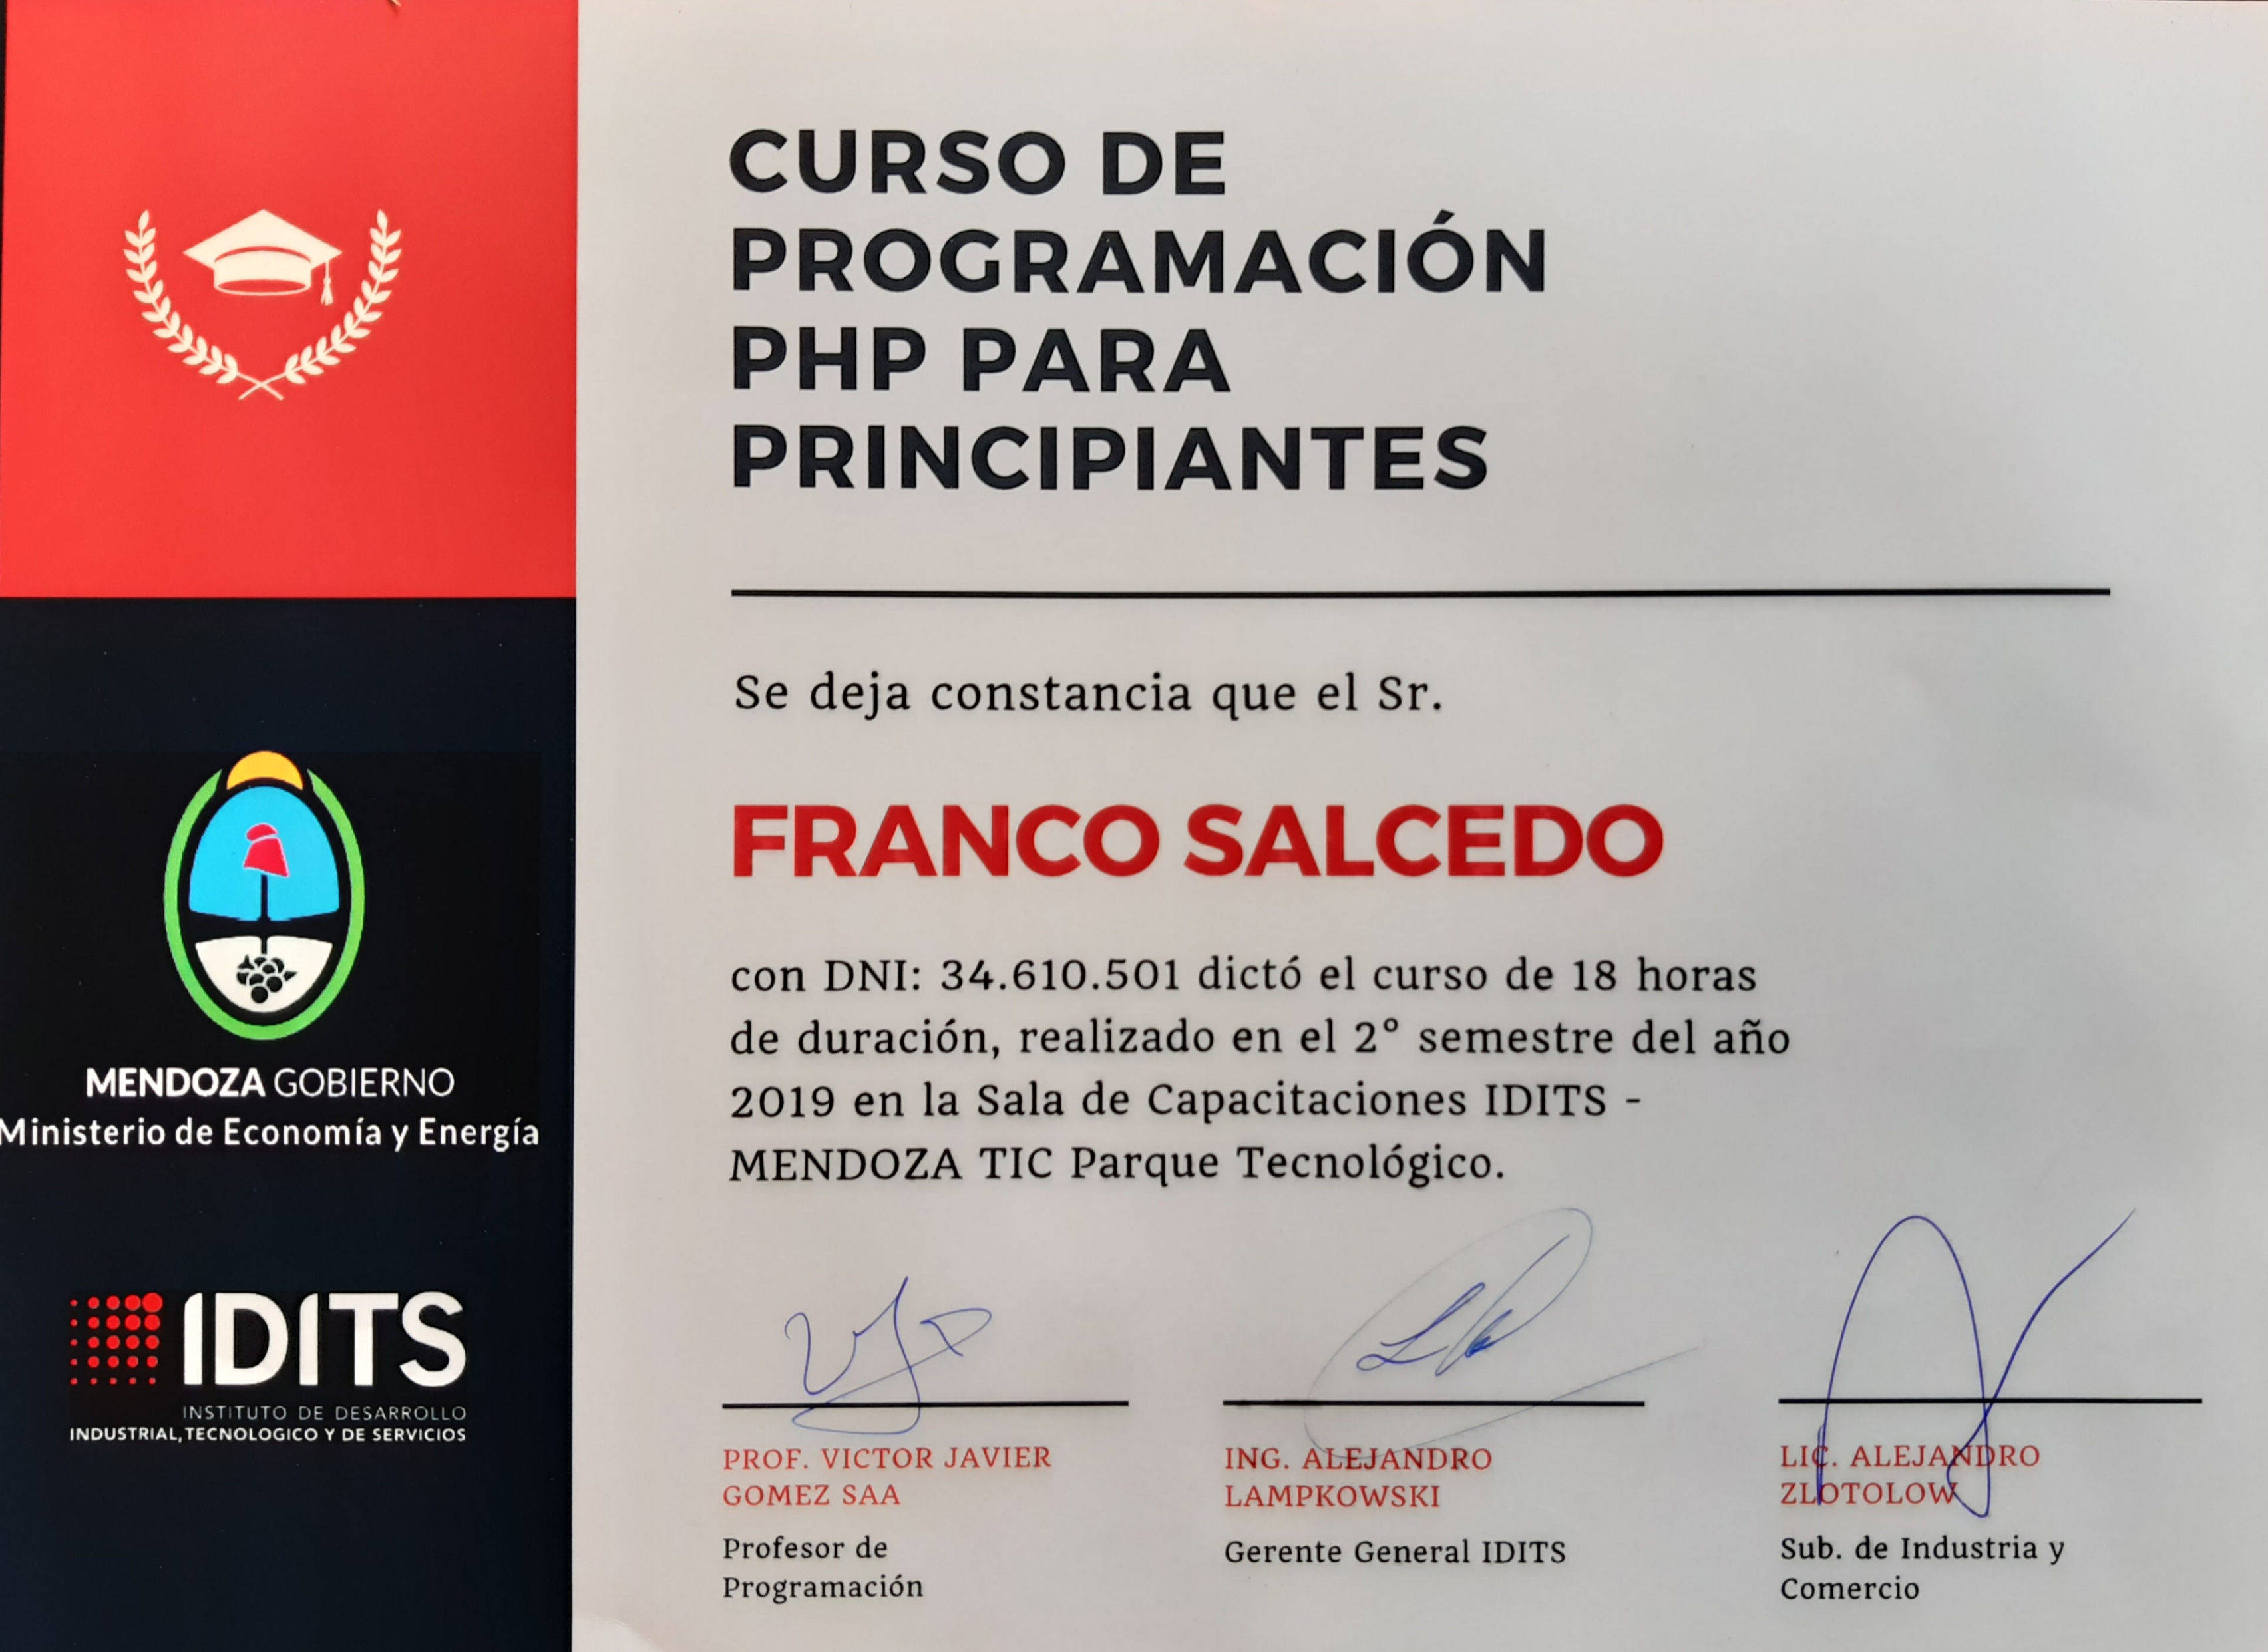 CURSO DE
PROGRAMACIÓN
PHP PARA
PRINCIPIANTES
Se deja constancia que el Sr.
FRANCO SALCEDO
con DNI: 34.610.501 dictó el curso de 18 horas
de duración, realizado en el 2° semestre del año
2019 en la Sala de Capacitaciones IDITS -
MENDOZA TIC Parque Tecnológico.
MENDOZA GOBIERNO
Ministerio de Economía y Energía
IDITS
INSTITUTO DE DESARROLLO
INDUSTRIAL, TECNOLOGICO Y DE SERVICIOS
PROF. VICTOR JAVIER
GOMEZ SAA
Profesor de
Programación
ING. ALEJANDRO
LAMPKOWSKI
Gerente General IDITS
LIC. ALEJANDRO
ZLOTOLOW
Sub. de Industria y
Comercio